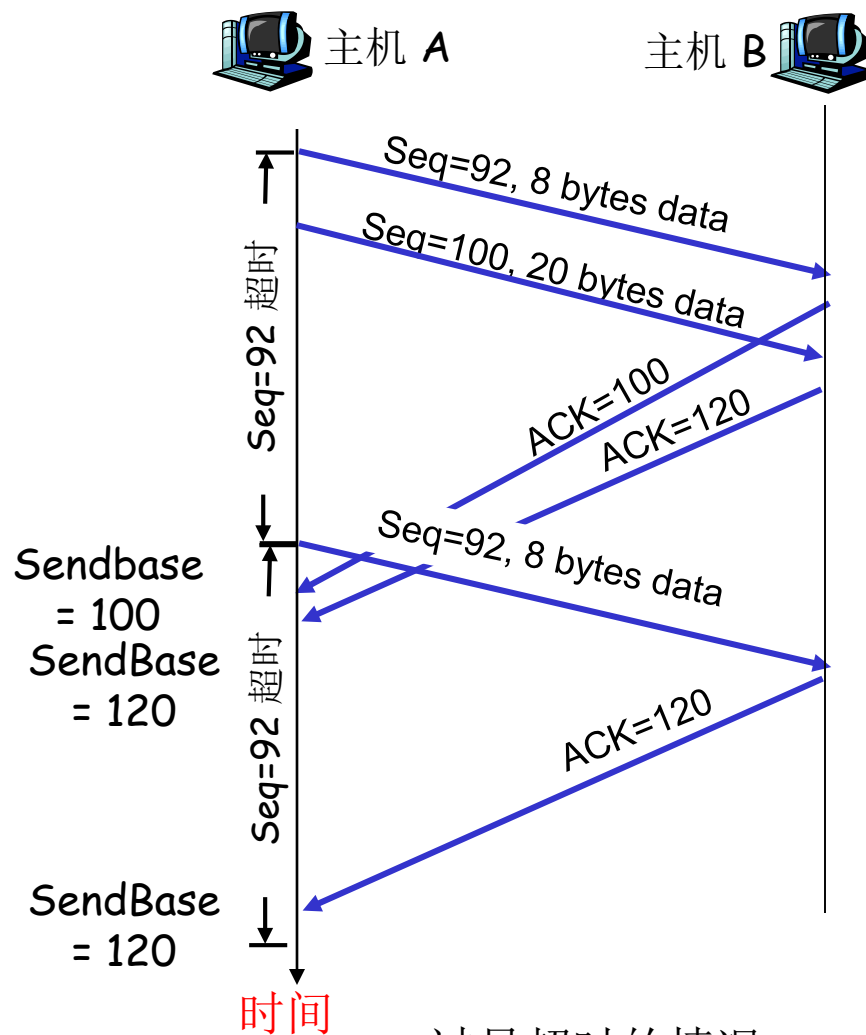 主机 A
主机 B
Seq=92, 8 bytes data
Seq=100, 20 bytes data
Seq=92 超时
ACK=100
ACK=120
Seq=92, 8 bytes data
Sendbase
= 100
SendBase
= 120
Seq=92 超时
ACK=120
SendBase
= 120
时间